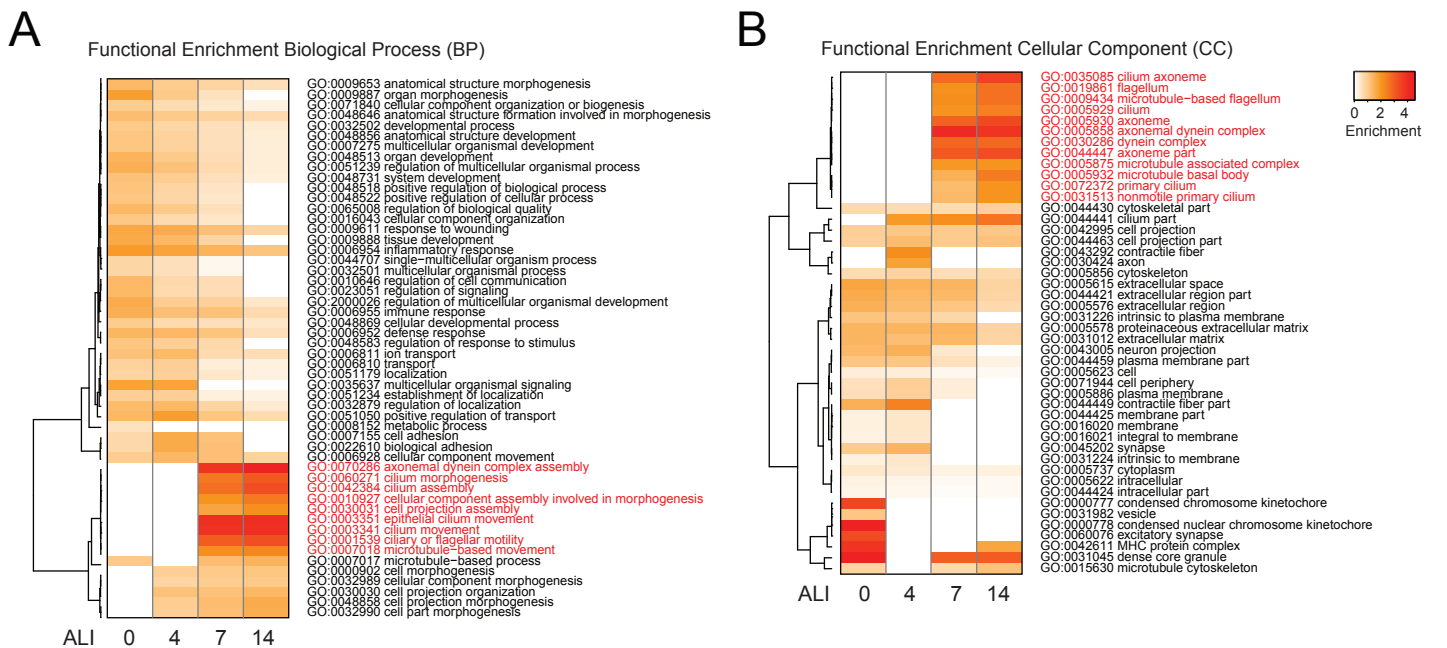 A
Functional Enrichment Biological Process (BP)
GO:0009653 anatomical structure morphogenesis
GO:0009887 organ morphogenesis
GO:0071840 cellular component organization or biogenesis
GO:0048646 anatomical structure formation involved in morphogenesis
GO:0032502 developmental process
GO:0048856 anatomical structure development
GO:0007275 multicellular organismal development
GO:0048513 organ development
GO:0051239 regulation of multicellular organismal process
GO:0048731 system development
GO:0048518 positive regulation of biological process
GO:0048522 positive regulation of cellular process
GO:0065008 regulation of biological quality
GO:0016043 cellular component organization
GO:0009611 response to wounding
GO:0009888 tissue development
GO:0006954 inflammatory response
GO:0044707 single−multicellular organism process
GO:0032501 multicellular organismal process
GO:0010646 regulation of cell communication
GO:0023051 regulation of signaling
GO:2000026 regulation of multicellular organismal development
GO:0006955 immune response
GO:0048869 cellular developmental process
GO:0006952 defense response
GO:0048583 regulation of response to stimulus
GO:0006811 ion transport
GO:0006810 transport
GO:0051179 localization
GO:0035637 multicellular organismal signaling
GO:0051234 establishment of localization
GO:0032879 regulation of localization
GO:0051050 positive regulation of transport
GO:0008152 metabolic process
GO:0007155 cell adhesion
GO:0022610 biological adhesion
GO:0006928 cellular component movement
GO:0070286 axonemal dynein complex assembly
GO:0060271 cilium morphogenesis
GO:0042384 cilium assembly
GO:0010927 cellular component assembly involved in morphogenesis
GO:0030031 cell projection assembly
GO:0003351 epithelial cilium movement
GO:0003341 cilium movement
GO:0001539 ciliary or flagellar motility
GO:0007018 microtubule−based movement
GO:0007017 microtubule−based process
GO:0000902 cell morphogenesis
GO:0032989 cellular component morphogenesis
GO:0030030 cell projection organization
GO:0048858 cell projection morphogenesis
GO:0032990 cell part morphogenesis
ALI 0 4 7 14
B
Functional Enrichment Cellular Component (CC)
GO:0035085 cilium axoneme
GO:0019861 flagellum
GO:0009434 microtubule−based flagellum
GO:0005929 cilium
GO:0005930 axoneme
GO:0005858 axonemal dynein complex
GO:0030286 dynein complex
GO:0044447 axoneme part
GO:0005875 microtubule associated complex
GO:0005932 microtubule basal body
GO:0072372 primary cilium
GO:0031513 nonmotile primary cilium
GO:0044430 cytoskeletal part
GO:0044441 cilium part
GO:0042995 cell projection
GO:0044463 cell projection part
GO:0043292 contractile fiber
GO:0030424 axon
GO:0005856 cytoskeleton
GO:0005615 extracellular space
GO:0044421 extracellular region part
GO:0005576 extracellular region
GO:0031226 intrinsic to plasma membrane
GO:0005578 proteinaceous extracellular matrix
GO:0031012 extracellular matrix
GO:0043005 neuron projection
GO:0044459 plasma membrane part
GO:0005623 cell
GO:0071944 cell periphery
GO:0005886 plasma membrane
GO:0044449 contractile fiber part
GO:0044425 membrane part
GO:0016020 membrane
GO:0016021 integral to membrane
GO:0045202 synapse
GO:0031224 intrinsic to membrane
GO:0005737 cytoplasm
GO:0005622 intracellular
GO:0044424 intracellular part
GO:0000777 condensed chromosome kinetochore
GO:0031982 vesicle
GO:0000778 condensed nuclear chromosome kinetochore
GO:0060076 excitatory synapse
GO:0042611 MHC protein complex
GO:0031045 dense core granule
GO:0015630 microtubule cytoskeleton
ALI 0 4 7 14
0 2 4
Enrichment